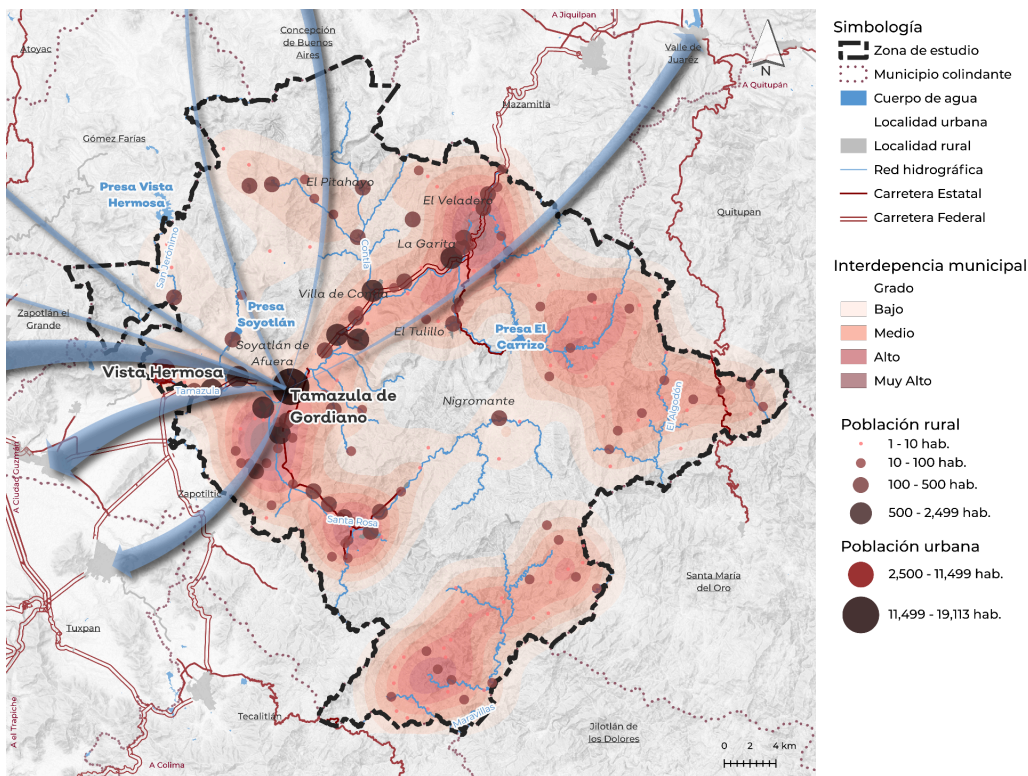 A Jiquilpan
Concepción
de Buenos
Aires
Atoyac
Valle de
Juárez
N
A Quitupán
Mazamitla
Gómez Farías
El Pitahayo
Presa Vista
Hermosa
El Veladero
Quitupan
La Garita
Contla
San Jerónimo
Villa de Contla
Presa
Soyotlán
Zapotlán el
Grande
El Tulillo
Presa El
Carrizo
Soyatlán de
Afuera
Vista Hermosa
Tamazula
Tamazula de
Gordiano
Nigromante
El Algodón
A Ciudad Guzmán
Zapotiltic
Santa Rosa
Santa María
del Oro
Tuxpan
A el Trapiche
Tecalitlán
Maravillas
Jilotlán de
los Dolores
A Colima
0 2 4 km
Simbología
Zona de estudio
Municipio colindante
Cuerpo de agua
Localidad urbana
Localidad rural
Red hidrográfica
Carretera Estatal
Carretera Federal
Interdepencia municipal
Grado
Bajo
Medio
Alto
Muy Alto
Población rural
1 - 10 hab.
10 - 100 hab.
100 - 500 hab.
500 - 2,499 hab.
Población urbana
2,500 - 11,499 hab.
11,499 - 19,113 hab.